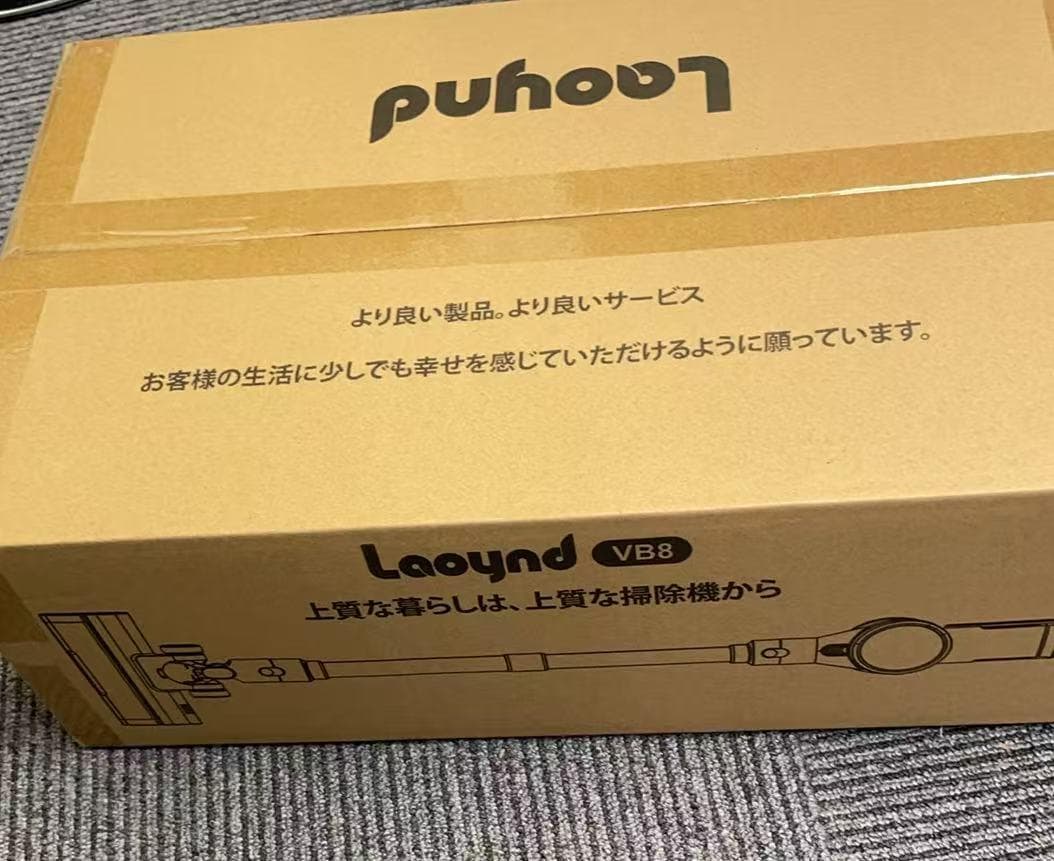 Laoynd
より良い製品。より良いサービス
お客様の生活に少しでも幸せを感じていただけるように願っています。
Laoynd VB8
上質な暮らしは、上質な掃除機から